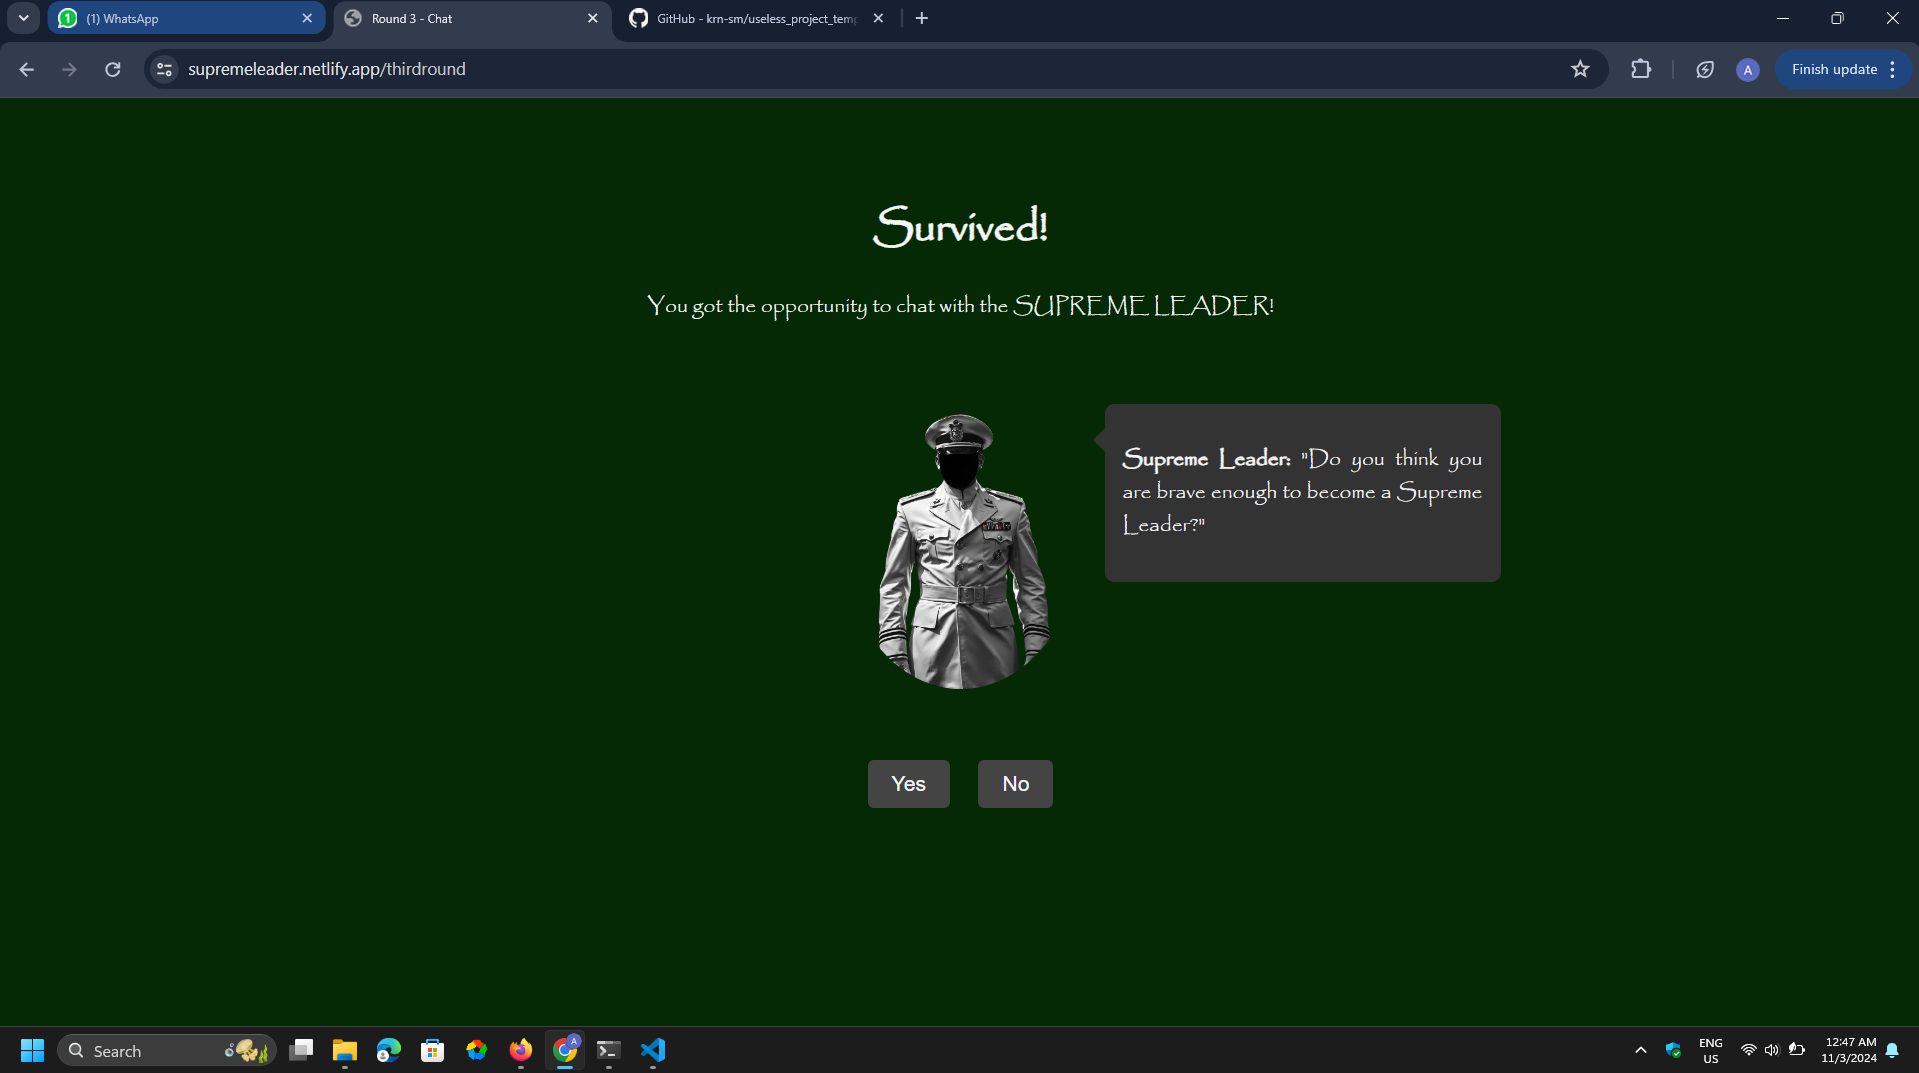 (1) WhatsApp
Round 3 - Chat
GitHub - krn-sm/useless_project_temp
supremeleader.netlify.app/thirdround
A
Finish update
Survived!
You got the opportunity to chat with the SUPREME LEADER!
Supreme Leader: "Do you think you
are brave enough to become a Supreme
Leader?"
Yes
No
Search
A
ENG
US
12:47 AM
11/3/2024